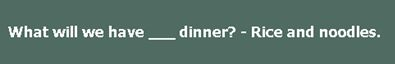 What will we have ___ dinner? - Rice and noodles.